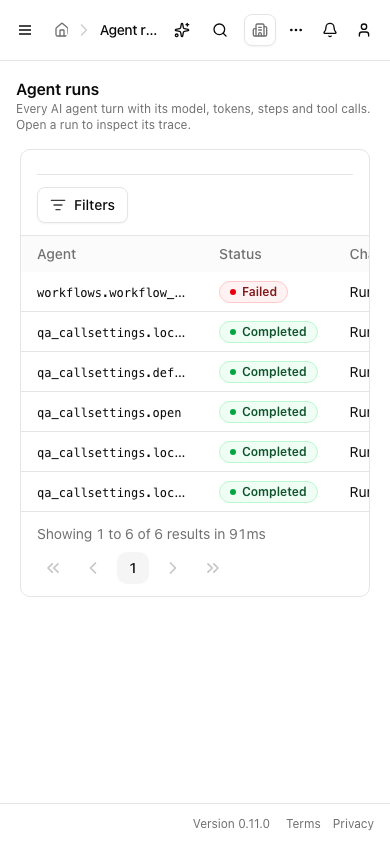 Agent r...
Agent runs
Every AI agent turn with its model, tokens, steps and tool calls.
Open a run to inspect its trace.
Filters
Agent Status Cha
workflows.workflow_... Failed Run
qa_callsettings.loc... Completed Run
qa_callsettings.def... Completed Run
qa_callsettings.open Completed Run
qa_callsettings.loc... Completed Run
qa_callsettings.loc... Completed Run
Showing 1 to 6 of 6 results in 91ms
1
Version 0.11.0 Terms Privacy